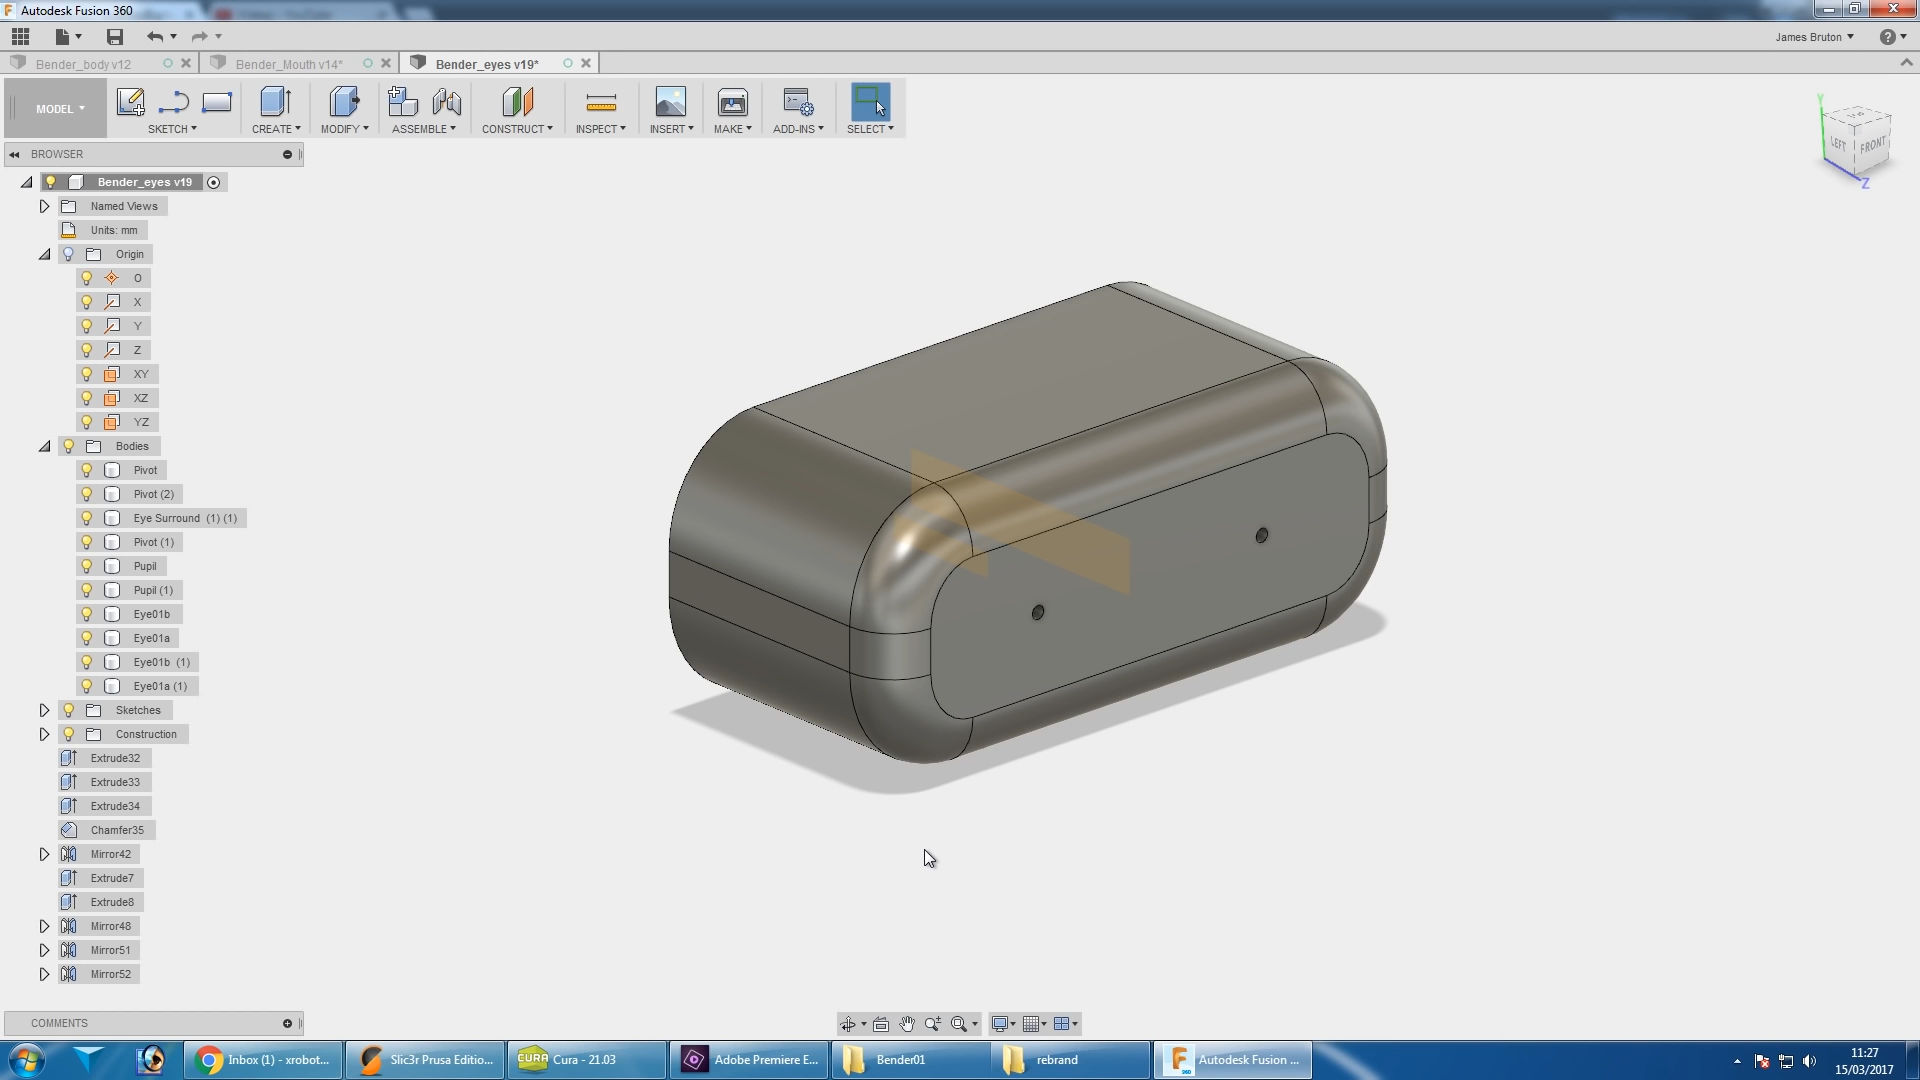 Autodesk Fusion 360
James Bruton
Bender_body v12
Bender_Mouth v14*
Bender_eyes v19*
MODEL
SKETCH
CREATE
MODIFY
ASSEMBLE
CONSTRUCT
INSPECT
INSERT
MAKE
ADD-INS
SELECT
BROWSER
Y
LEFT
FRONT
Z
Bender_eyes v19
Named Views
Units: mm
Origin
O
X
Y
Z
XY
XZ
YZ
Bodies
Pivot
Pivot (2)
Eye Surround (1) (1)
Pivot (1)
Pupil
Pupil (1)
Eye01b
Eye01a
Eye01b (1)
Eye01a (1)
Sketches
Construction
Extrude32
Extrude33
Extrude34
Chamfer35
Mirror42
Extrude7
Extrude8
Mirror48
Mirror51
Mirror52
COMMENTS
Inbox (1) - xrobot...
Slic3r Prusa Editio...
CURA
Cura - 21.03
Adobe Premiere E...
Bender01
rebrand
Autodesk Fusion ...
11:27
15/03/2017